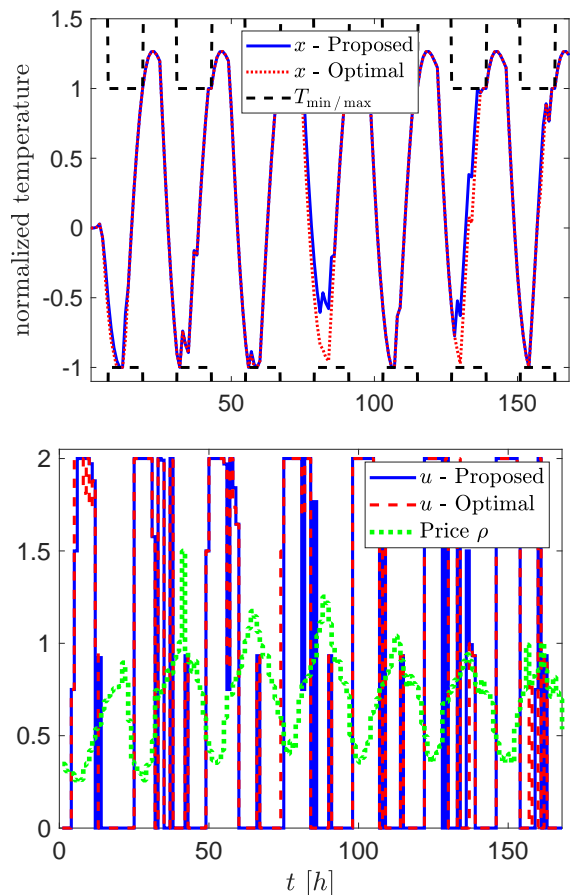 1.5
1
0.5
0
-0.5
-1
normalized temperature
x - Proposed
x - Optimal
T_min/max
50
100
150
2
1.5
1
0.5
0
u - Proposed
u - Optimal
Price ρ
0
50
100
150
t [h]